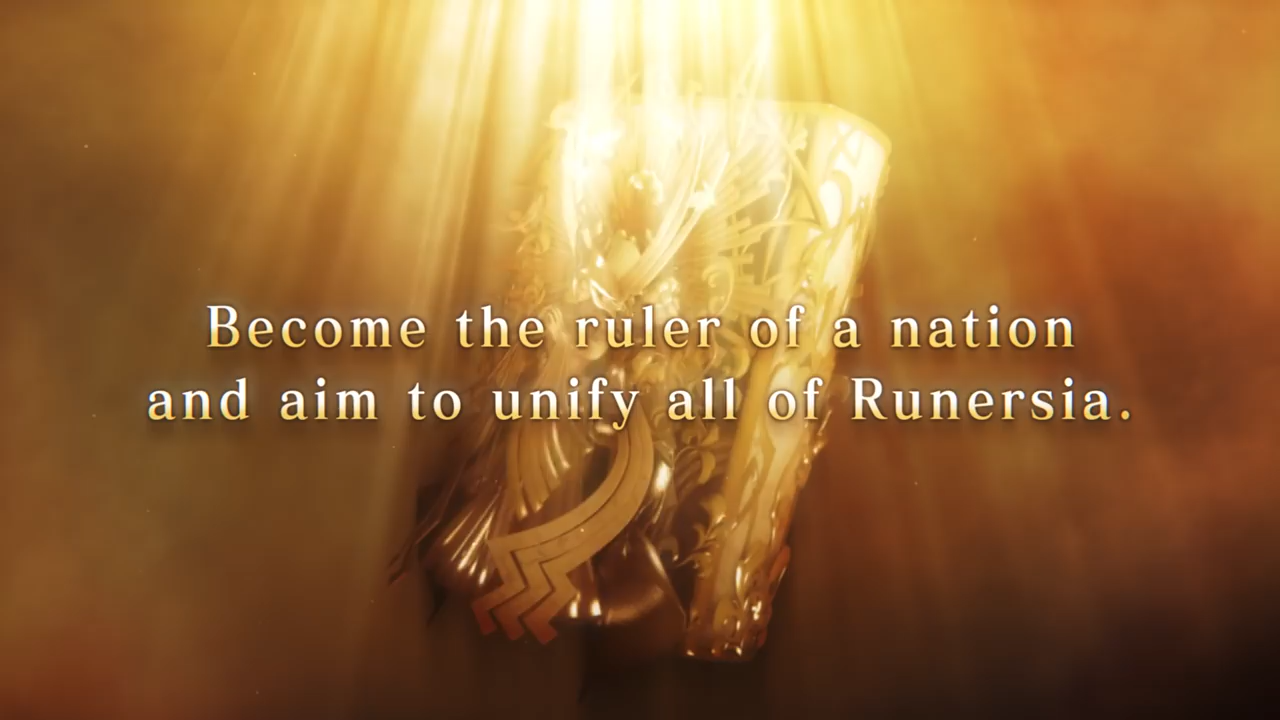 Become the ruler of a nation
and aim to unify all of Runersia.